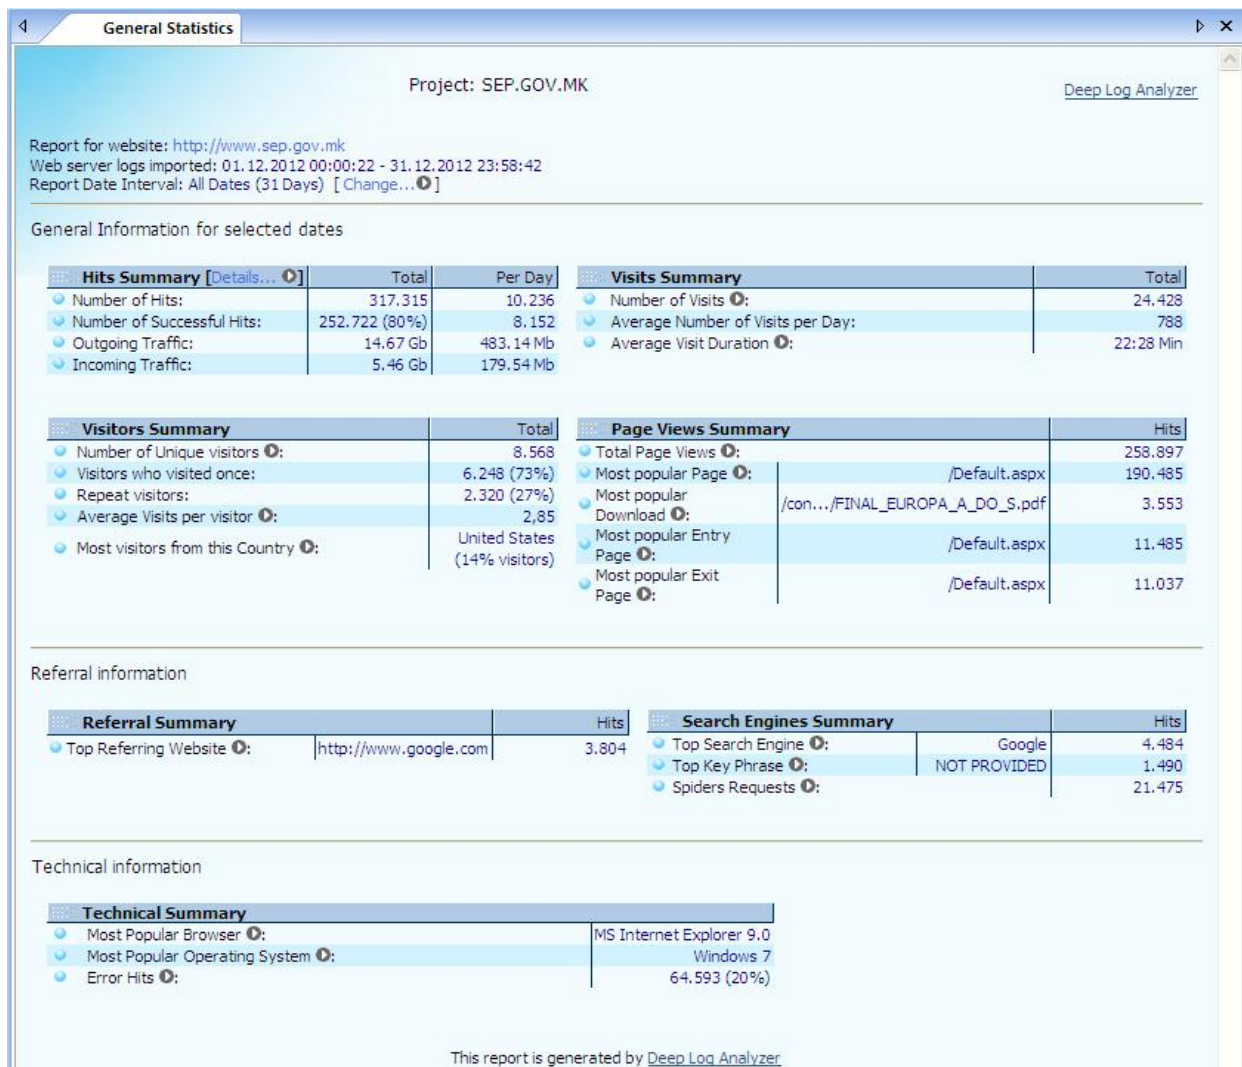 General Statistics
Project: SEP.GOV.MK
Deep Log Analyzer
Report for website: http://www.sep.gov.mk
Web server logs imported: 01.12.2012 00:00:22 - 31.12.2012 23:58:42
Report Date Interval: All Dates (31 Days) [ Change... ]
General Information for selected dates
Hits Summary [Details... ] Total Per Day
Number of Hits: 317.315 10.236
Number of Successful Hits: 252.722 (80%) 8.152
Outgoing Traffic: 14.67 Gb 483.14 Mb
Incoming Traffic: 5.46 Gb 179.54 Mb
Visits Summary Total
Number of Visits : 24.428
Average Number of Visits per Day: 788
Average Visit Duration : 22:28 Min
Visitors Summary Total
Number of Unique visitors : 8.568
Visitors who visited once: 6.248 (73%)
Repeat visitors: 2.320 (27%)
Average Visits per visitor : 2,85
Most visitors from this Country : United States
(14% visitors)
Page Views Summary Hits
Total Page Views : 258.897
Most popular Page : /Default.aspx 190.485
Most popular
Download : /con.../FINAL_EUROPA_A_DO_S.pdf 3.553
Most popular Entry
Page : /Default.aspx 11.485
Most popular Exit
Page : /Default.aspx 11.037
Referral information
Referral Summary Hits
Top Referring Website : http://www.google.com 3.804
Search Engines Summary Hits
Top Search Engine : Google 4.484
Top Key Phrase : NOT PROVIDED 1.490
Spiders Requests : 21.475
Technical information
Technical Summary
Most Popular Browser : MS Internet Explorer 9.0
Most Popular Operating System : Windows 7
Error Hits : 64.593 (20%)
This report is generated by Deep Log Analyzer